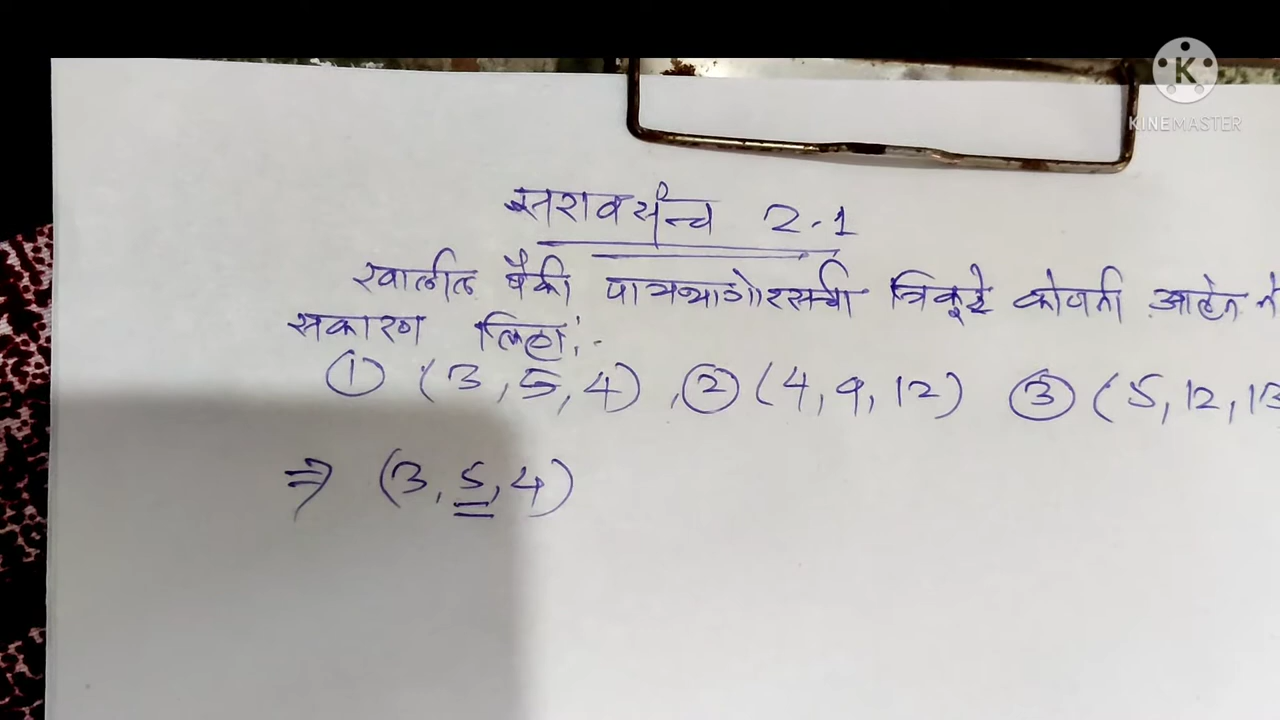 KINEMASTER
सरावसंच 2.1
खालील पैकी पायथागोरसची त्रिकूटे कोणती आहेत ते
सकारण लिहा:-
① (3, 5, 4), ② (4, 9, 12) ③ (5, 12, 13
⇒ (3, 5, 4)